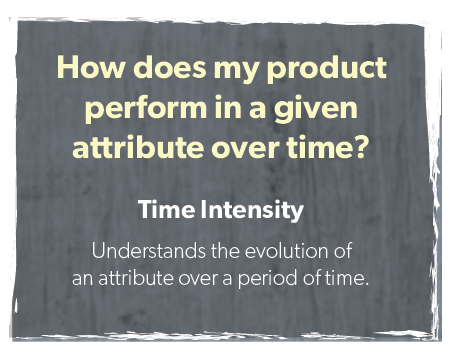 How does my product
perform in a given
attribute over time?
Time Intensity
Understands the evolution of
an attribute over a period of time.